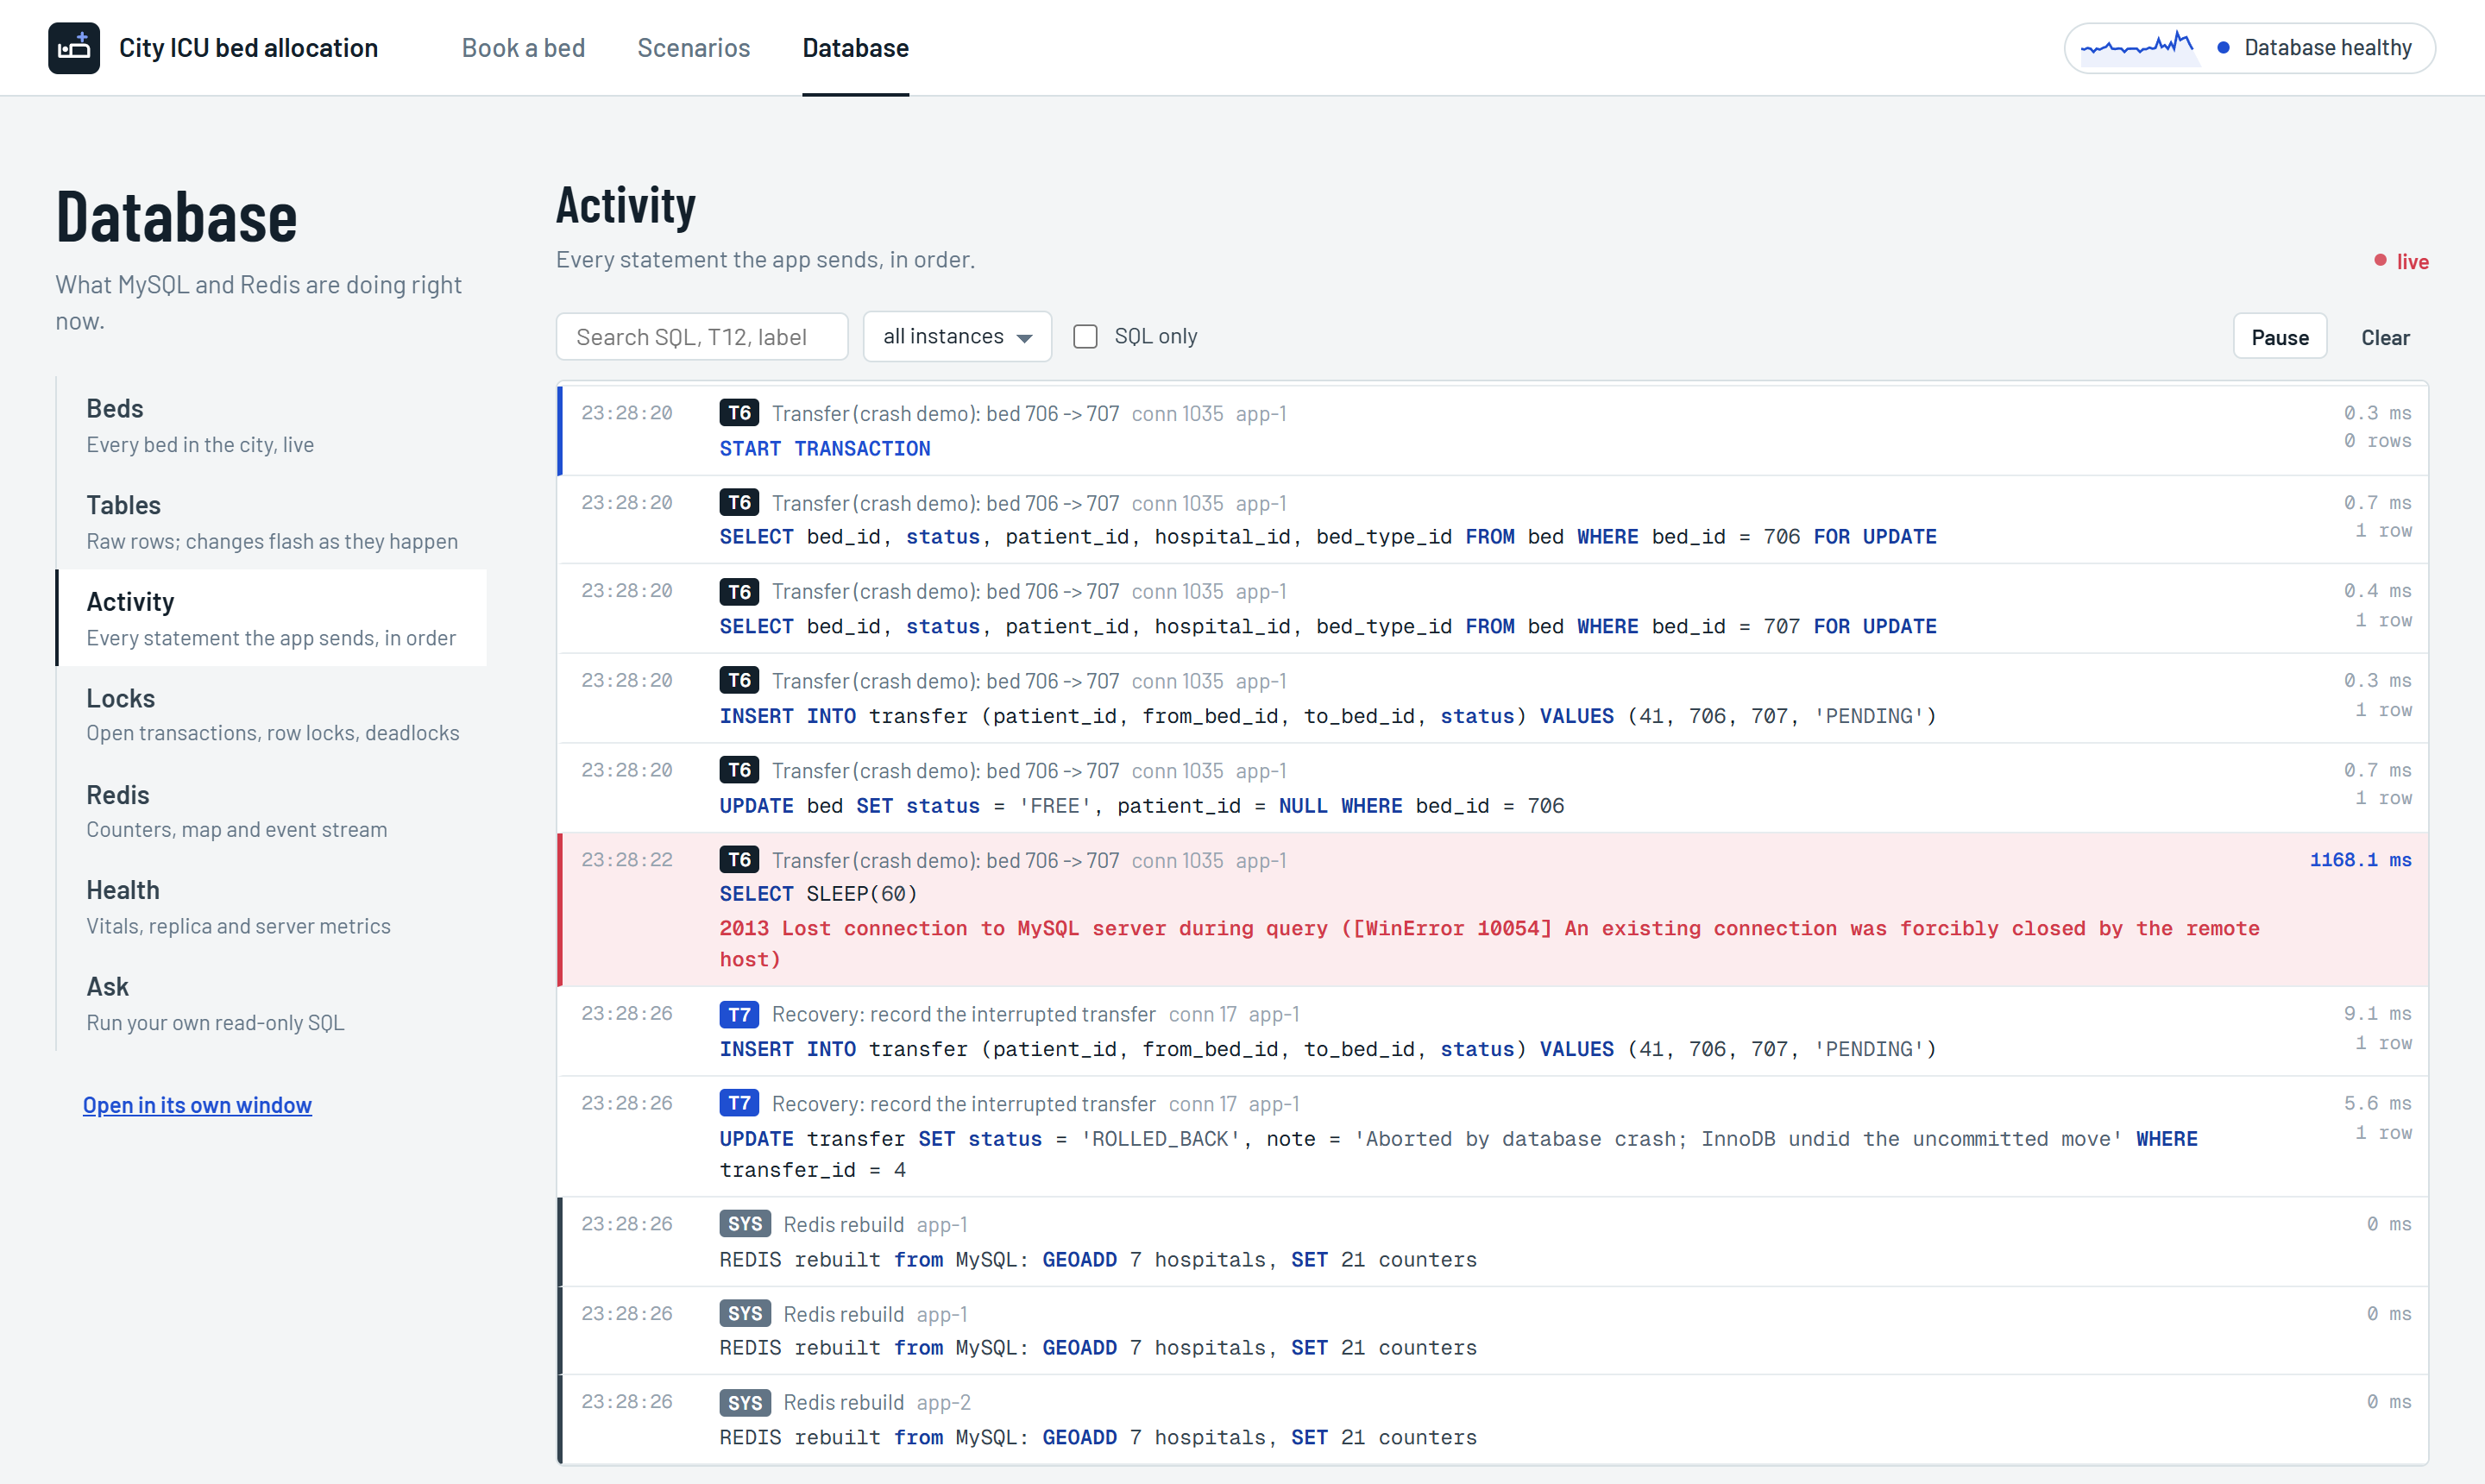 City ICU bed allocation
Book a bed
Scenarios
Database
Database healthy
Database
What MySQL and Redis are doing right
now.
Beds
Every bed in the city, live
Tables
Raw rows; changes flash as they happen
Activity
Every statement the app sends, in order
Locks
Open transactions, row locks, deadlocks
Redis
Counters, map and event stream
Health
Vitals, replica and server metrics
Ask
Run your own read-only SQL
Open in its own window
Activity
Every statement the app sends, in order.
live
Search SQL, T12, label
all instances
SQL only
Pause
Clear
23:28:20 T6 Transfer (crash demo): bed 706 -> 707 conn 1035 app-1 0.3 ms
START TRANSACTION 0 rows
23:28:20 T6 Transfer (crash demo): bed 706 -> 707 conn 1035 app-1 0.7 ms
SELECT bed_id, status, patient_id, hospital_id, bed_type_id FROM bed WHERE bed_id = 706 FOR UPDATE 1 row
23:28:20 T6 Transfer (crash demo): bed 706 -> 707 conn 1035 app-1 0.4 ms
SELECT bed_id, status, patient_id, hospital_id, bed_type_id FROM bed WHERE bed_id = 707 FOR UPDATE 1 row
23:28:20 T6 Transfer (crash demo): bed 706 -> 707 conn 1035 app-1 0.3 ms
INSERT INTO transfer (patient_id, from_bed_id, to_bed_id, status) VALUES (41, 706, 707, 'PENDING') 1 row
23:28:20 T6 Transfer (crash demo): bed 706 -> 707 conn 1035 app-1 0.7 ms
UPDATE bed SET status = 'FREE', patient_id = NULL WHERE bed_id = 706 1 row
23:28:22 T6 Transfer (crash demo): bed 706 -> 707 conn 1035 app-1 1168.1 ms
SELECT SLEEP(60)
2013 Lost connection to MySQL server during query ([WinError 10054] An existing connection was forcibly closed by the remote
host)
23:28:26 T7 Recovery: record the interrupted transfer conn 17 app-1 9.1 ms
INSERT INTO transfer (patient_id, from_bed_id, to_bed_id, status) VALUES (41, 706, 707, 'PENDING') 1 row
23:28:26 T7 Recovery: record the interrupted transfer conn 17 app-1 5.6 ms
UPDATE transfer SET status = 'ROLLED_BACK', note = 'Aborted by database crash; InnoDB undid the uncommitted move' WHERE 1 row
transfer_id = 4
23:28:26 SYS Redis rebuild app-1 0 ms
REDIS rebuilt from MySQL: GEOADD 7 hospitals, SET 21 counters
23:28:26 SYS Redis rebuild app-1 0 ms
REDIS rebuilt from MySQL: GEOADD 7 hospitals, SET 21 counters
23:28:26 SYS Redis rebuild app-2 0 ms
REDIS rebuilt from MySQL: GEOADD 7 hospitals, SET 21 counters